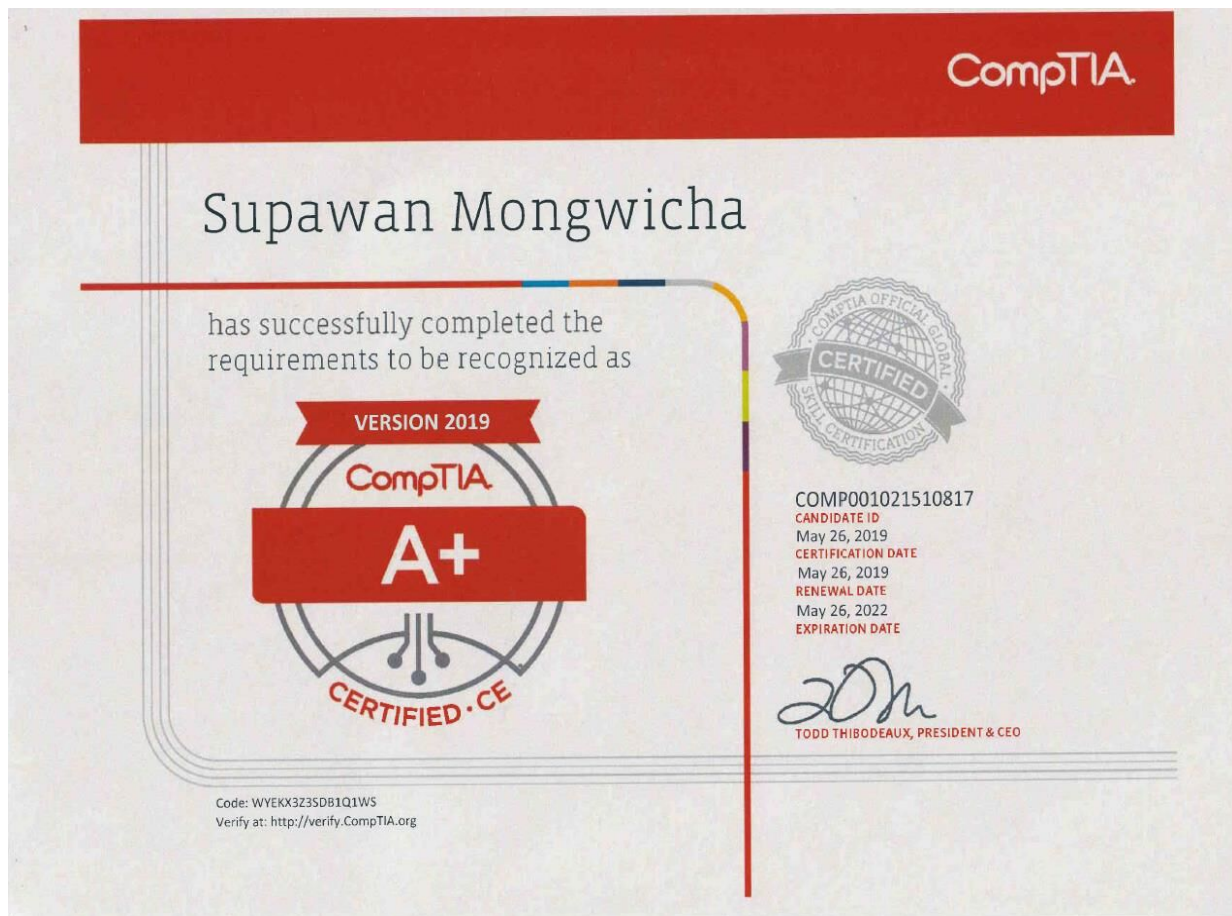 CompTIA.
Supawan Mongwicha
has successfully completed the
requirements to be recognized as
VERSION 2019
CompTIA.
A+
CERTIFIED · CE
COMPTIA OFFICIAL GLOBAL
CERTIFIED
SKILL CERTIFICATION
COMP001021510817
CANDIDATE ID
May 26, 2019
CERTIFICATION DATE
May 26, 2019
RENEWAL DATE
May 26, 2022
EXPIRATION DATE
TODD THIBODEAUX, PRESIDENT & CEO
Code: WYEKX3Z3SDB1Q1WS
Verify at: http://verify.CompTIA.org